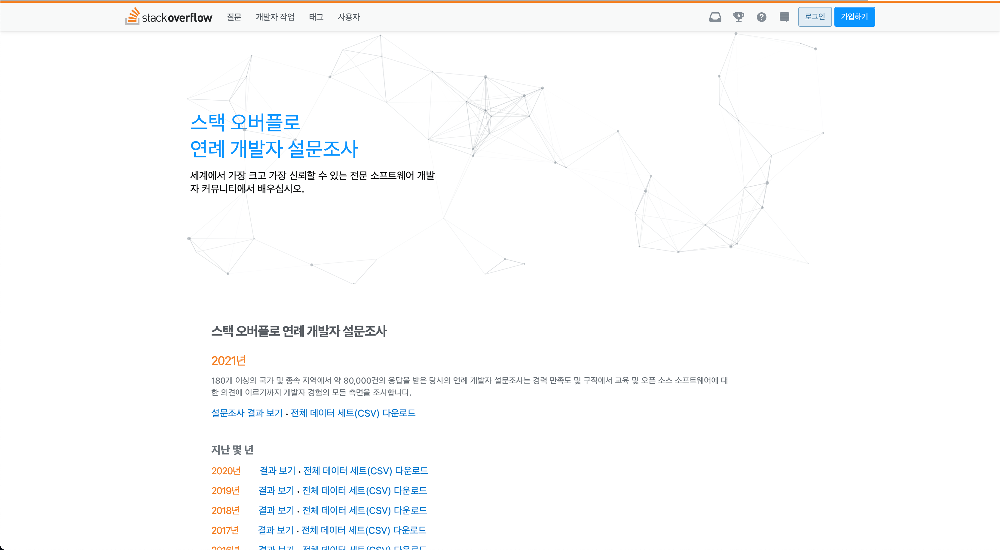 stack overflow 질문 개발자 작업 태그 사용자 로그인 가입하기
스택 오버플로
연례 개발자 설문조사
세계에서 가장 크고 가장 신뢰할 수 있는 전문 소프트웨어 개발
자 커뮤니티에서 배우십시오.
스택 오버플로 연례 개발자 설문조사
2021년
180개 이상의 국가 및 종속 지역에서 약 80,000건의 응답을 받은 당사의 연례 개발자 설문조사는 경력 만족도 및 구직에서 교육 및 오픈 소스 소프트웨어에 대
한 의견에 이르기까지 개발자 경험의 모든 측면을 조사합니다.
설문조사 결과 보기 • 전체 데이터 세트(CSV) 다운로드
지난 몇 년
2020년 결과 보기 • 전체 데이터 세트(CSV) 다운로드
2019년 결과 보기 • 전체 데이터 세트(CSV) 다운로드
2018년 결과 보기 • 전체 데이터 세트(CSV) 다운로드
2017년 결과 보기 • 전체 데이터 세트(CSV) 다운로드
2016년 결과 보기 • 전체 데이터 세트(CSV) 다운로드